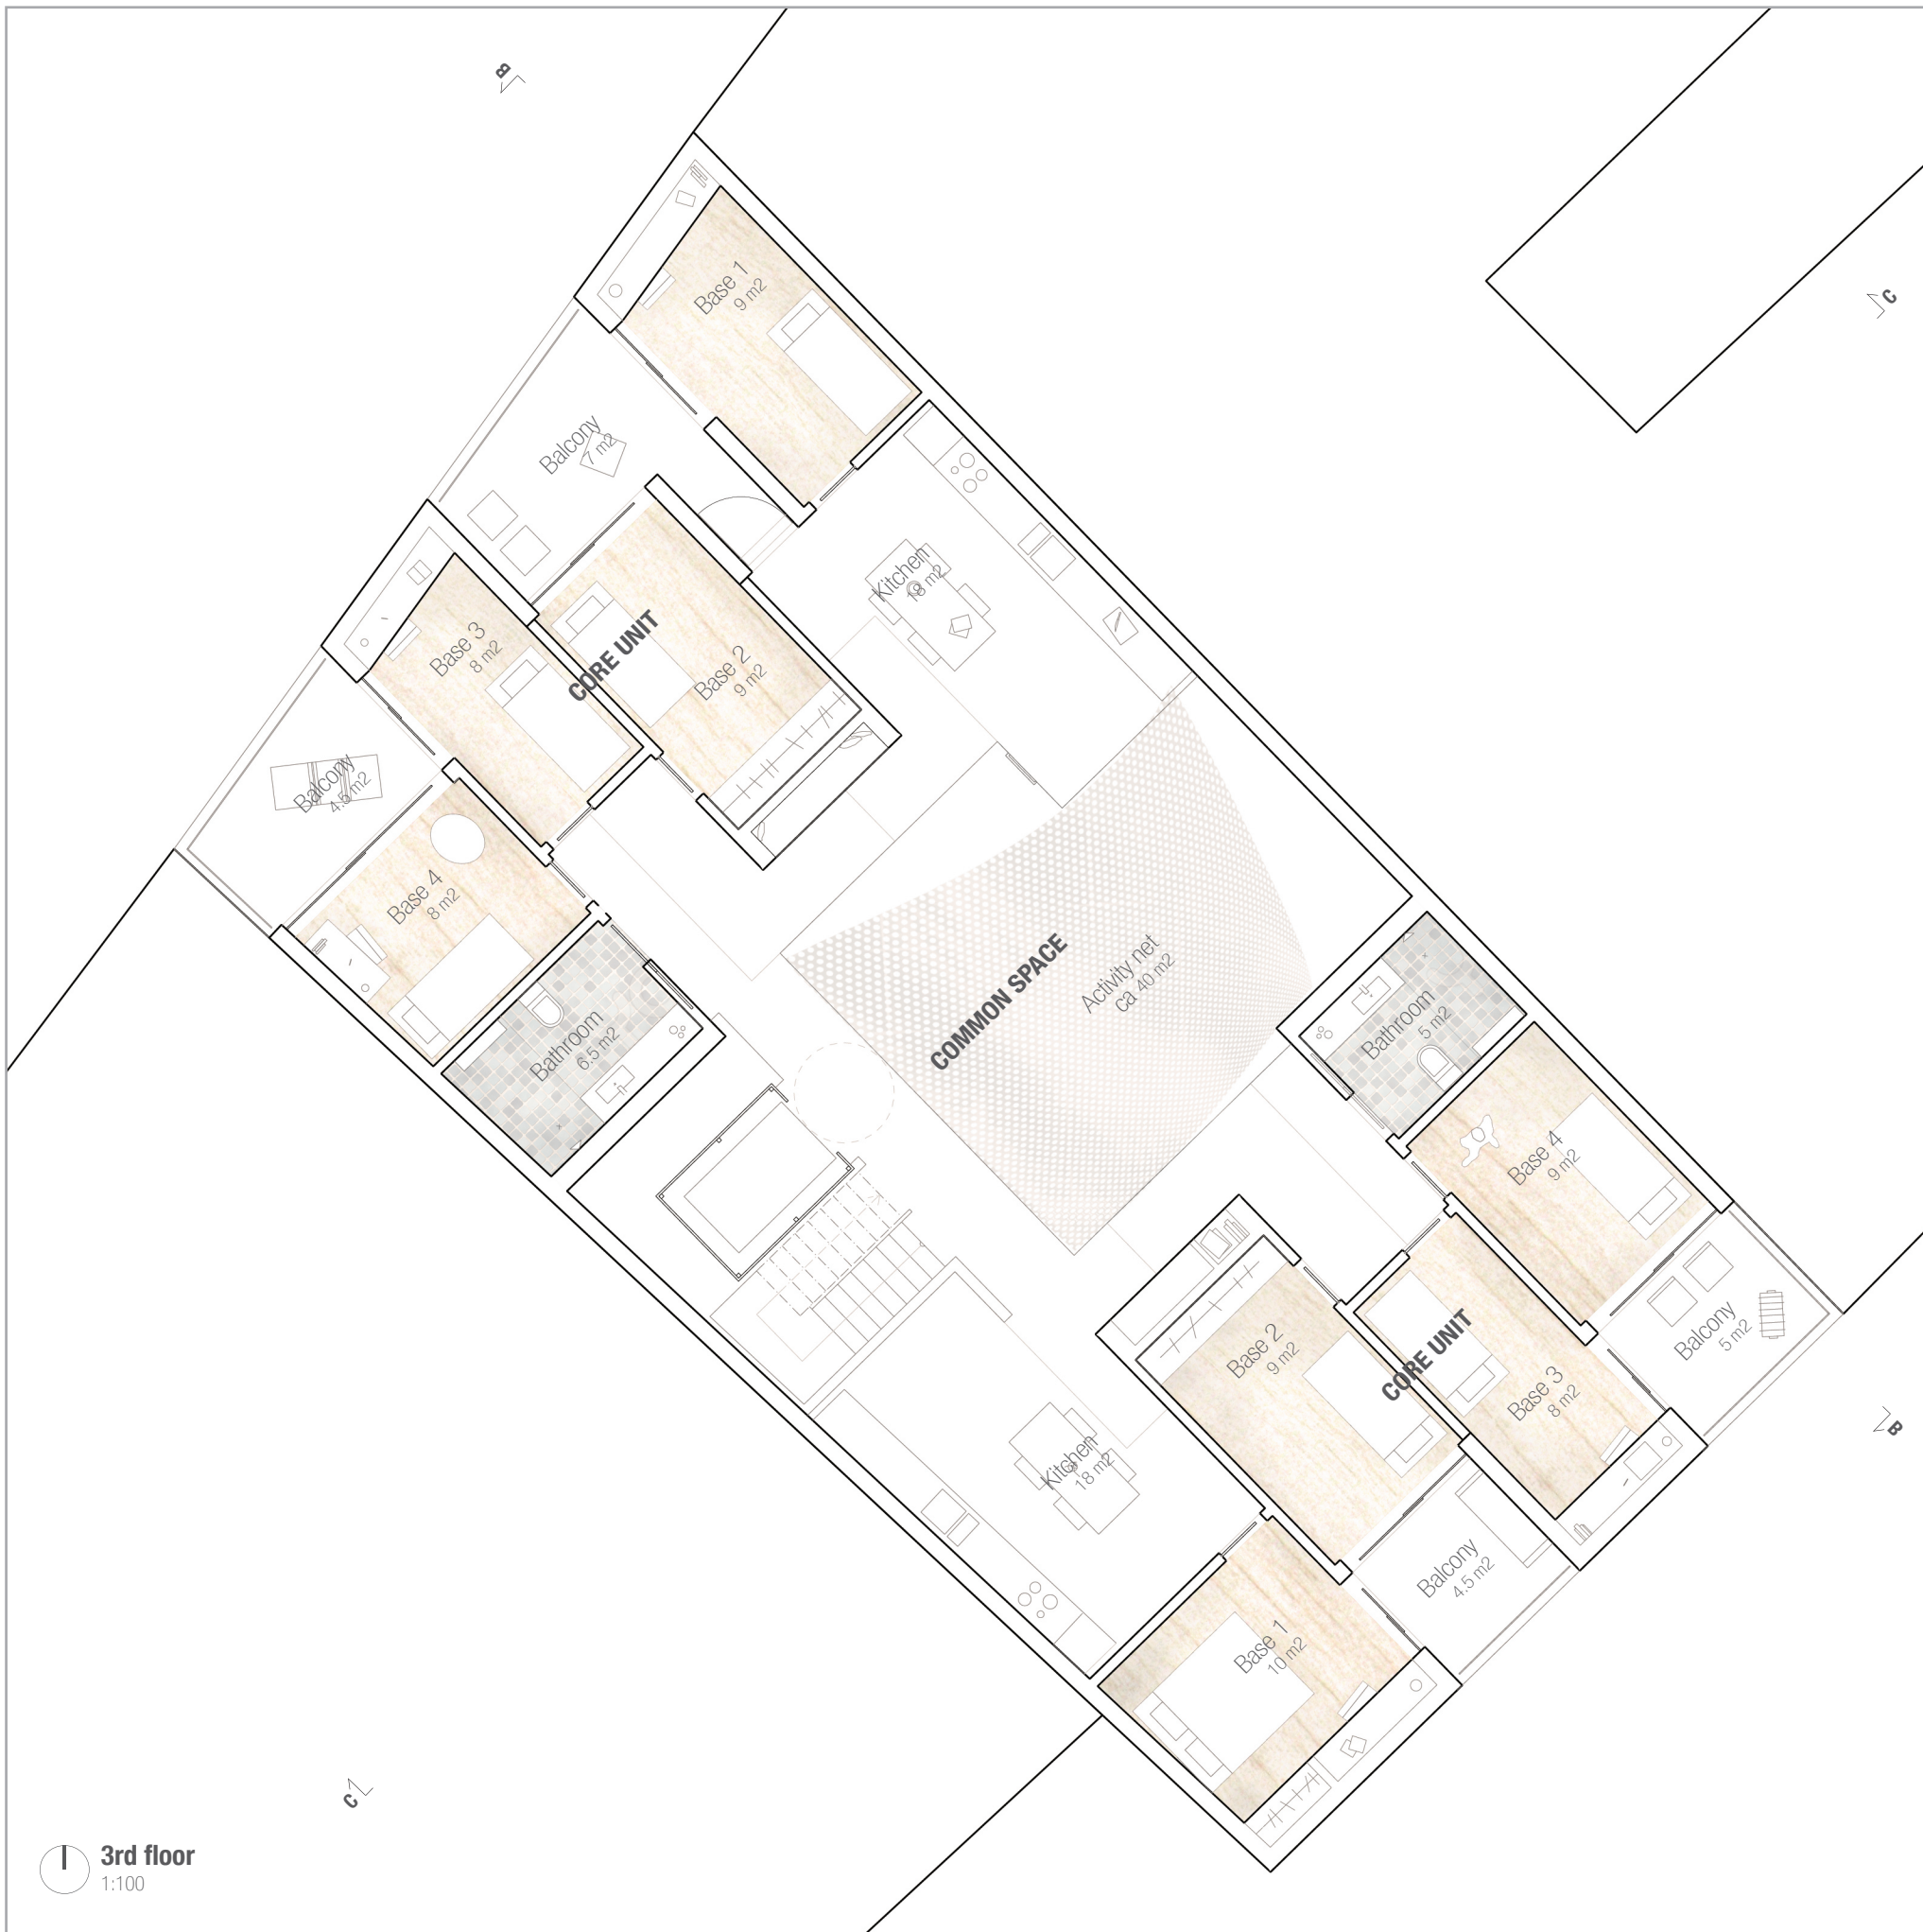 B
C
Base 1
9 m2
Balcony
7 m2
Kitchen
18 m2
Base 3
8 m2
CORE UNIT
Base 2
9 m2
Balcony
4.5 m2
Base 4
8 m2
Bathroom
6.5 m2
COMMON SPACE
Activity net
ca 40 m2
Bathroom
5 m2
Base 4
9 m2
Balcony
5 m2
Base 2
9 m2
CORE UNIT
Base 3
8 m2
B
Kitchen
18 m2
Balcony
4.5 m2
Base 1
10 m2
C
3rd floor
1:100